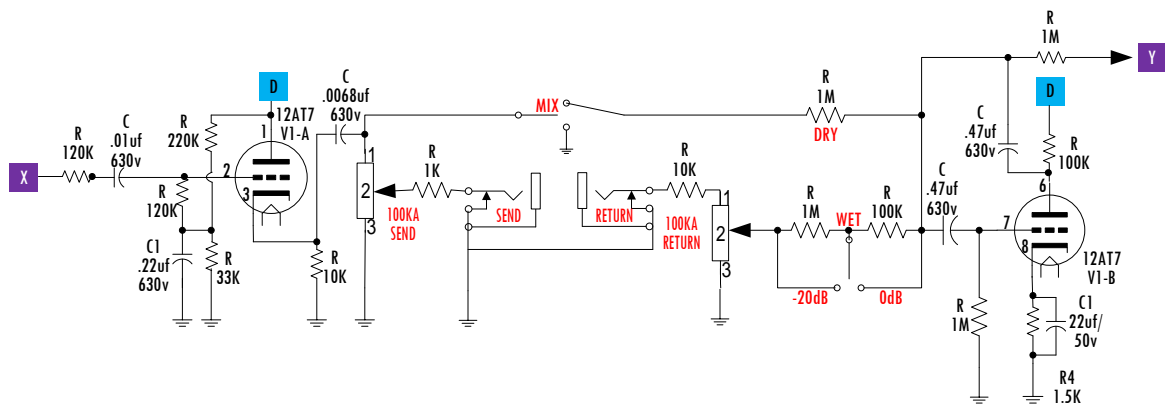 X
R
120K
C
.01uf
630v
R
220K
D
12AT7
V1-A
1
2
3
R
120K
C1
.22uf
630v
R
33K
R
10K
C
.0068uf
630v
1
2
3
100KA
SEND
R
1K
SEND
MIX
RETURN
R
10K
100KA
RETURN
1
2
3
R
1M
DRY
R
1M
WET
R
100K
-20dB
0dB
C
.47uf
630v
R
1M
C
.47uf
630v
R
1M
Y
D
R
100K
6
7
8
12AT7
V1-B
C1
22uf/
50v
R4
1.5K